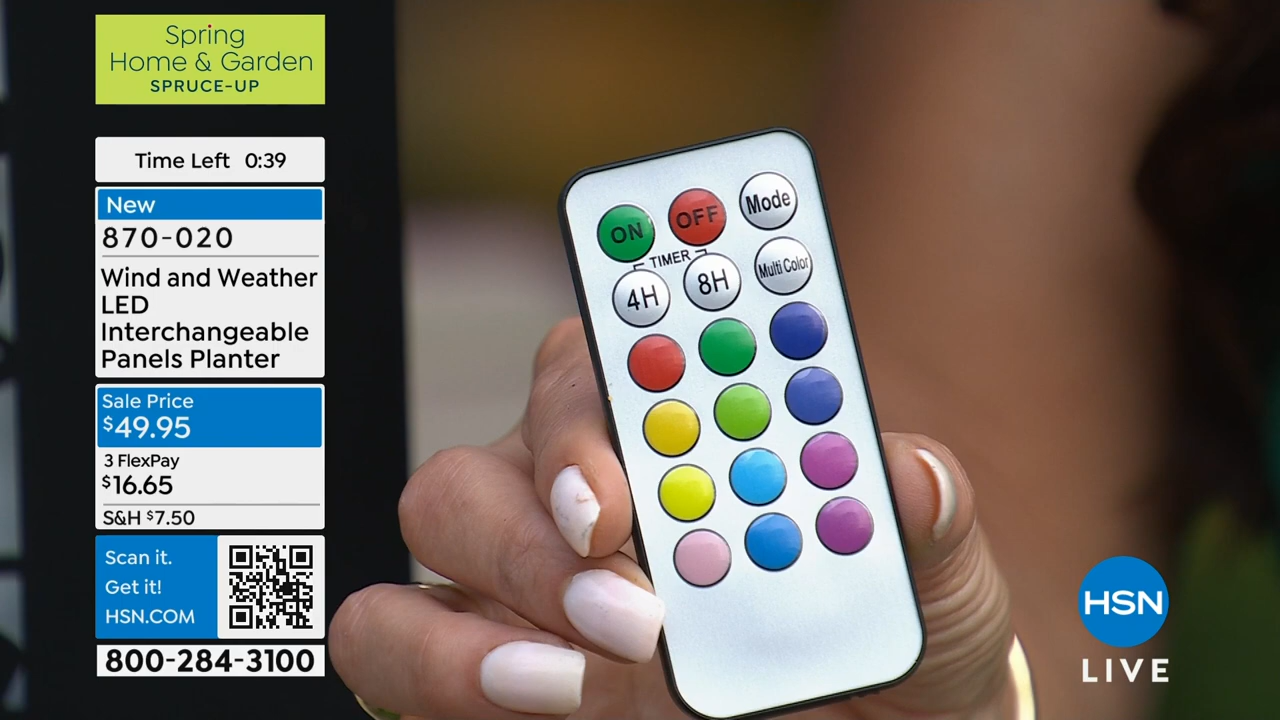 Spring
Home & Garden
SPRUCE-UP
Time Left 0:39
New
870-020
Wind and Weather
LED
Interchangeable
Panels Planter
Sale Price
$49.95
3 FlexPay
$16.65
S&H $7.50
Scan it.
Get it!
HSN.COM
800-284-3100
ON OFF Mode
TIMER
4H 8H Multi Color
HSN
LIVE